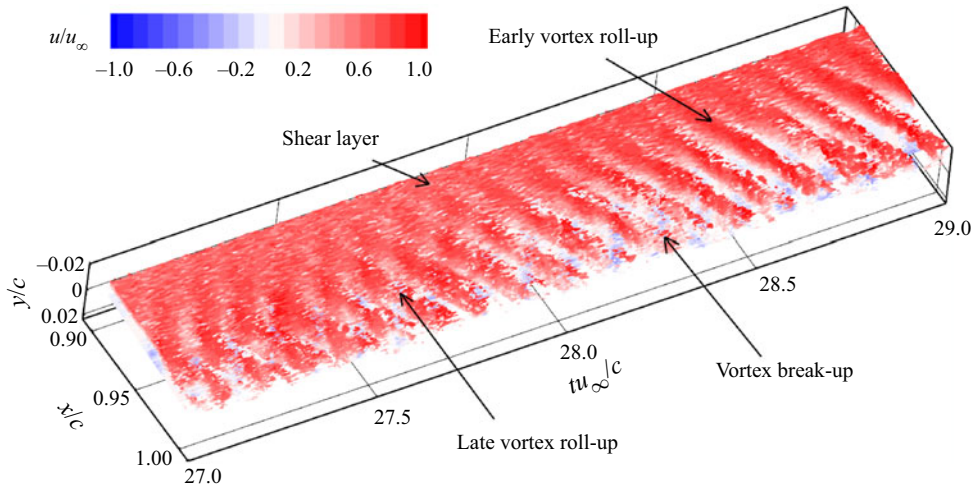 u/u∞
−1.0 −0.6 −0.2 0.2 0.6 1.0
Early vortex roll-up
Shear layer
−0.02
0
0.02
y/c
0.90
0.95
1.00
x/c
27.0
27.5
28.0
28.5
29.0
tu∞/c
Vortex break-up
Late vortex roll-up